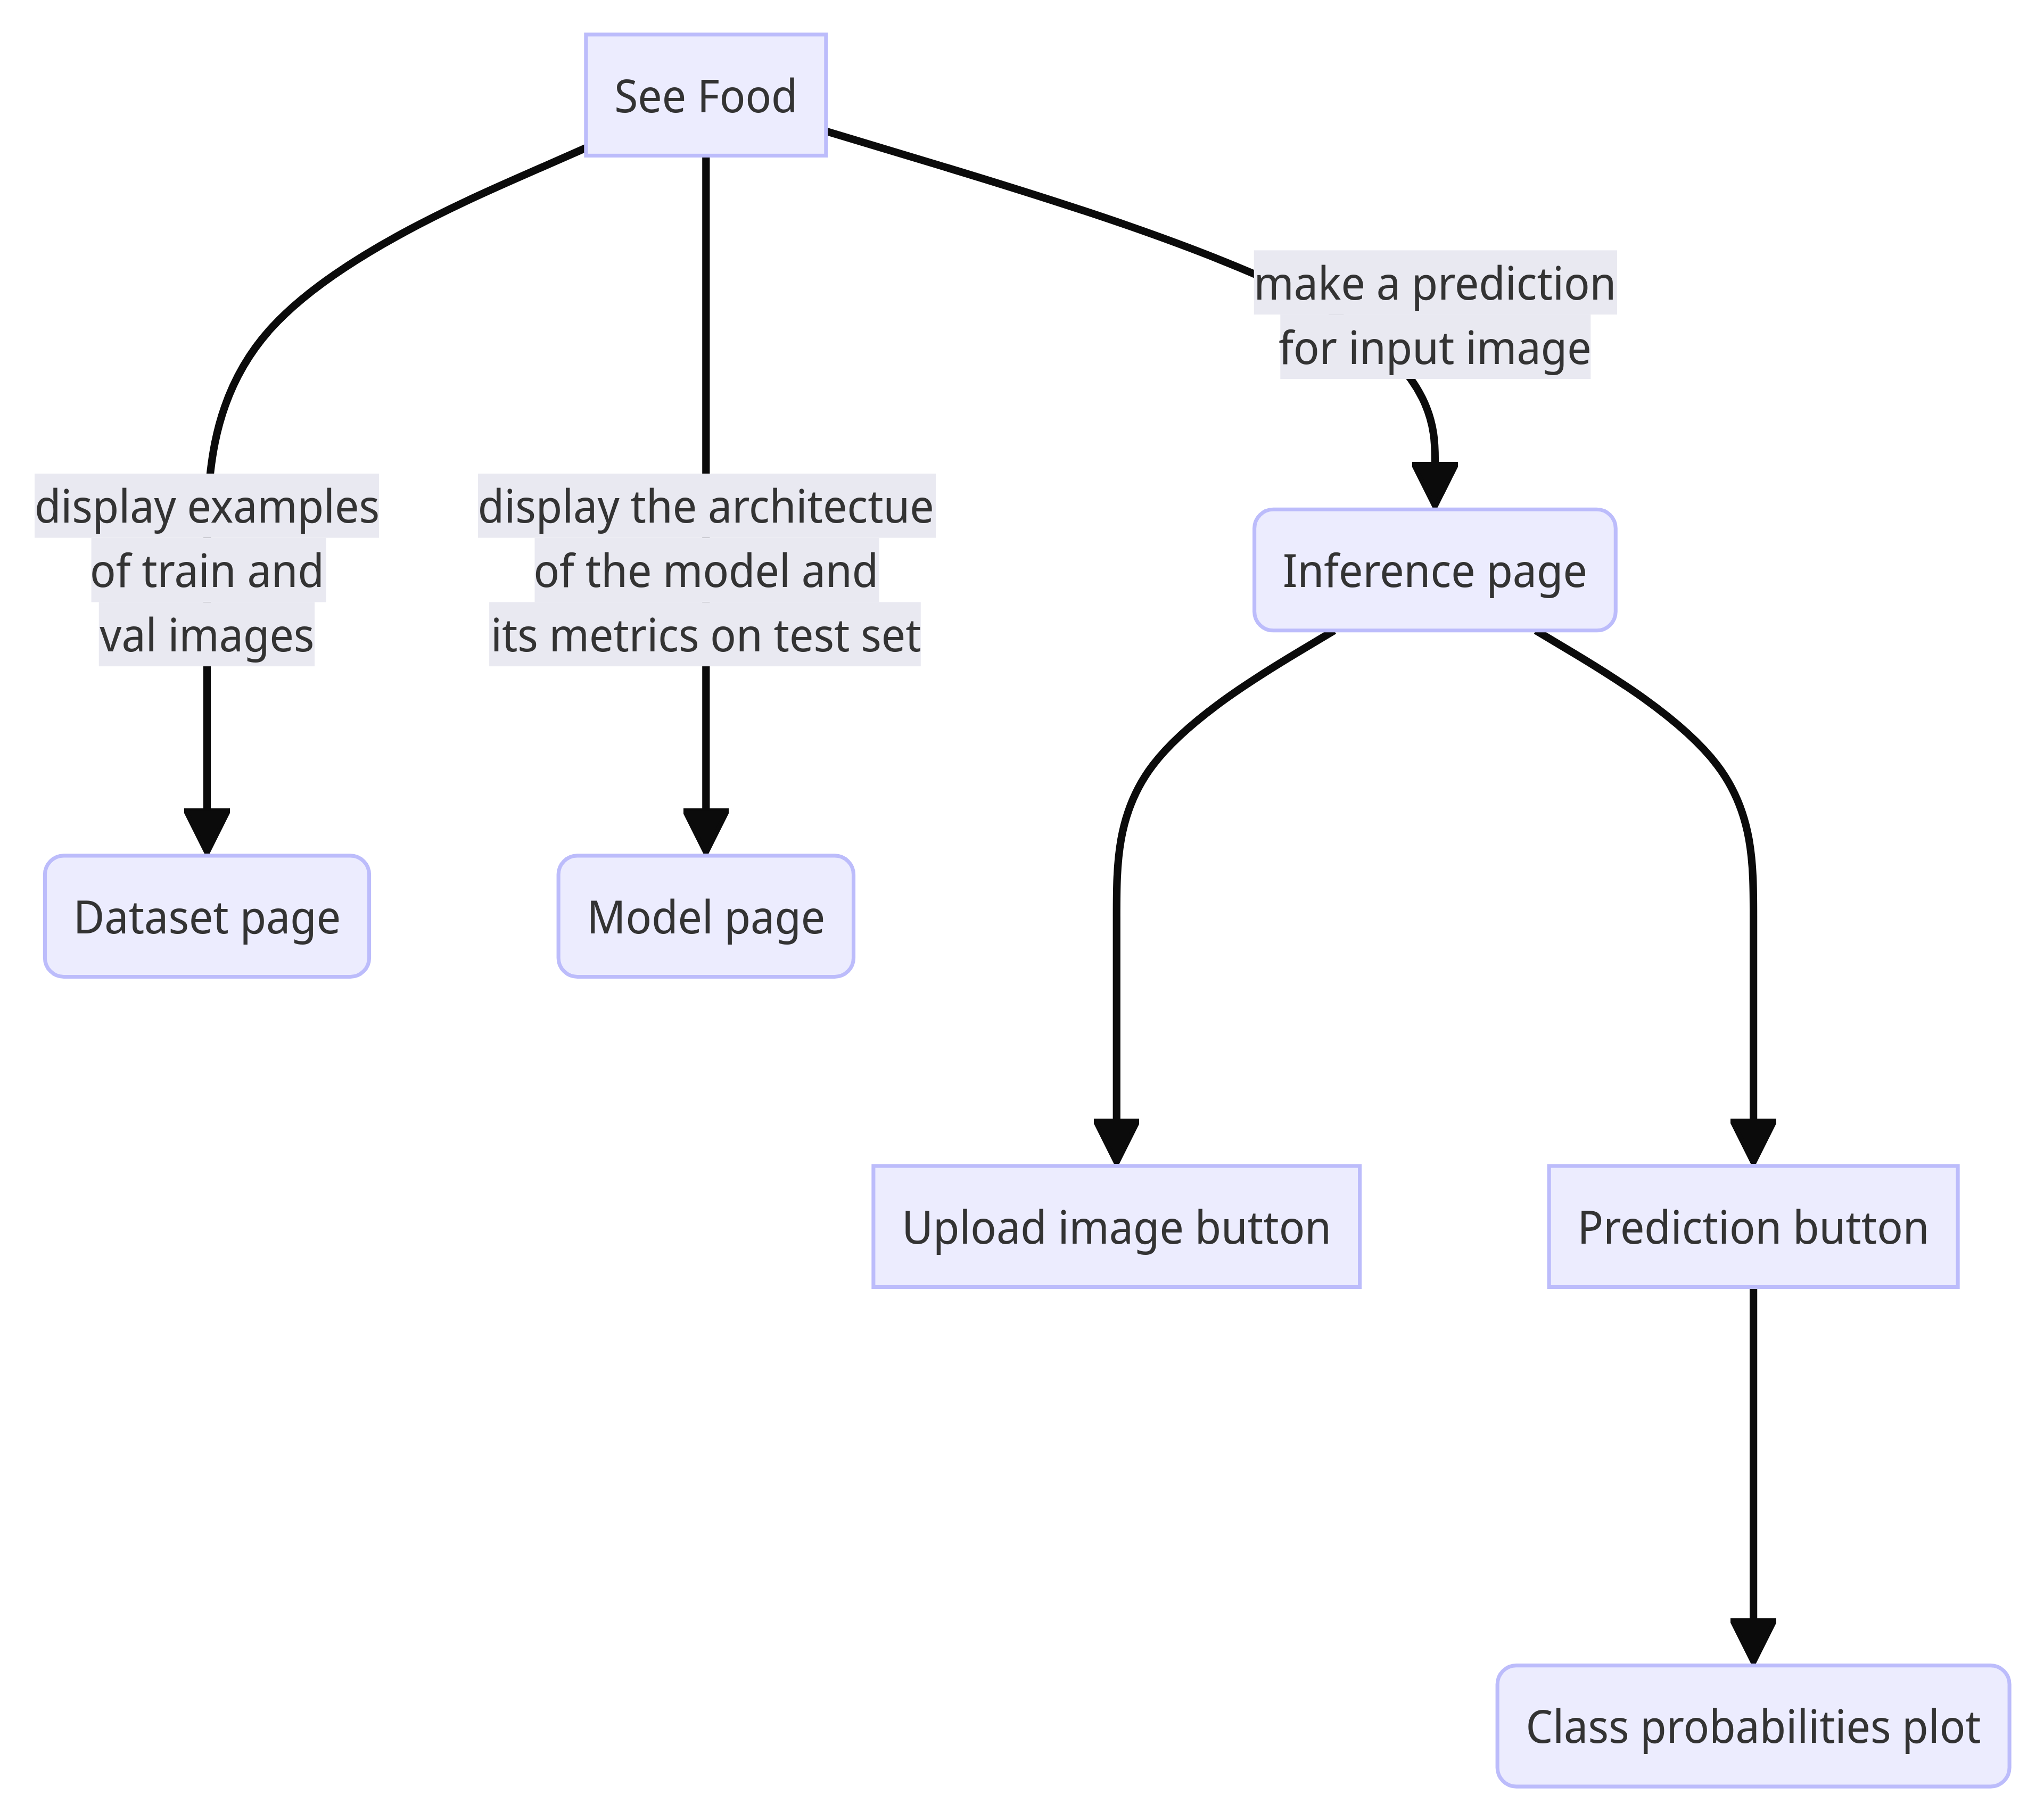 See Food
make a prediction
for input image
display examples
of train and
val images
display the architectue
of the model and
its metrics on test set
Inference page
Dataset page
Model page
Upload image button
Prediction button
Class probabilities plot